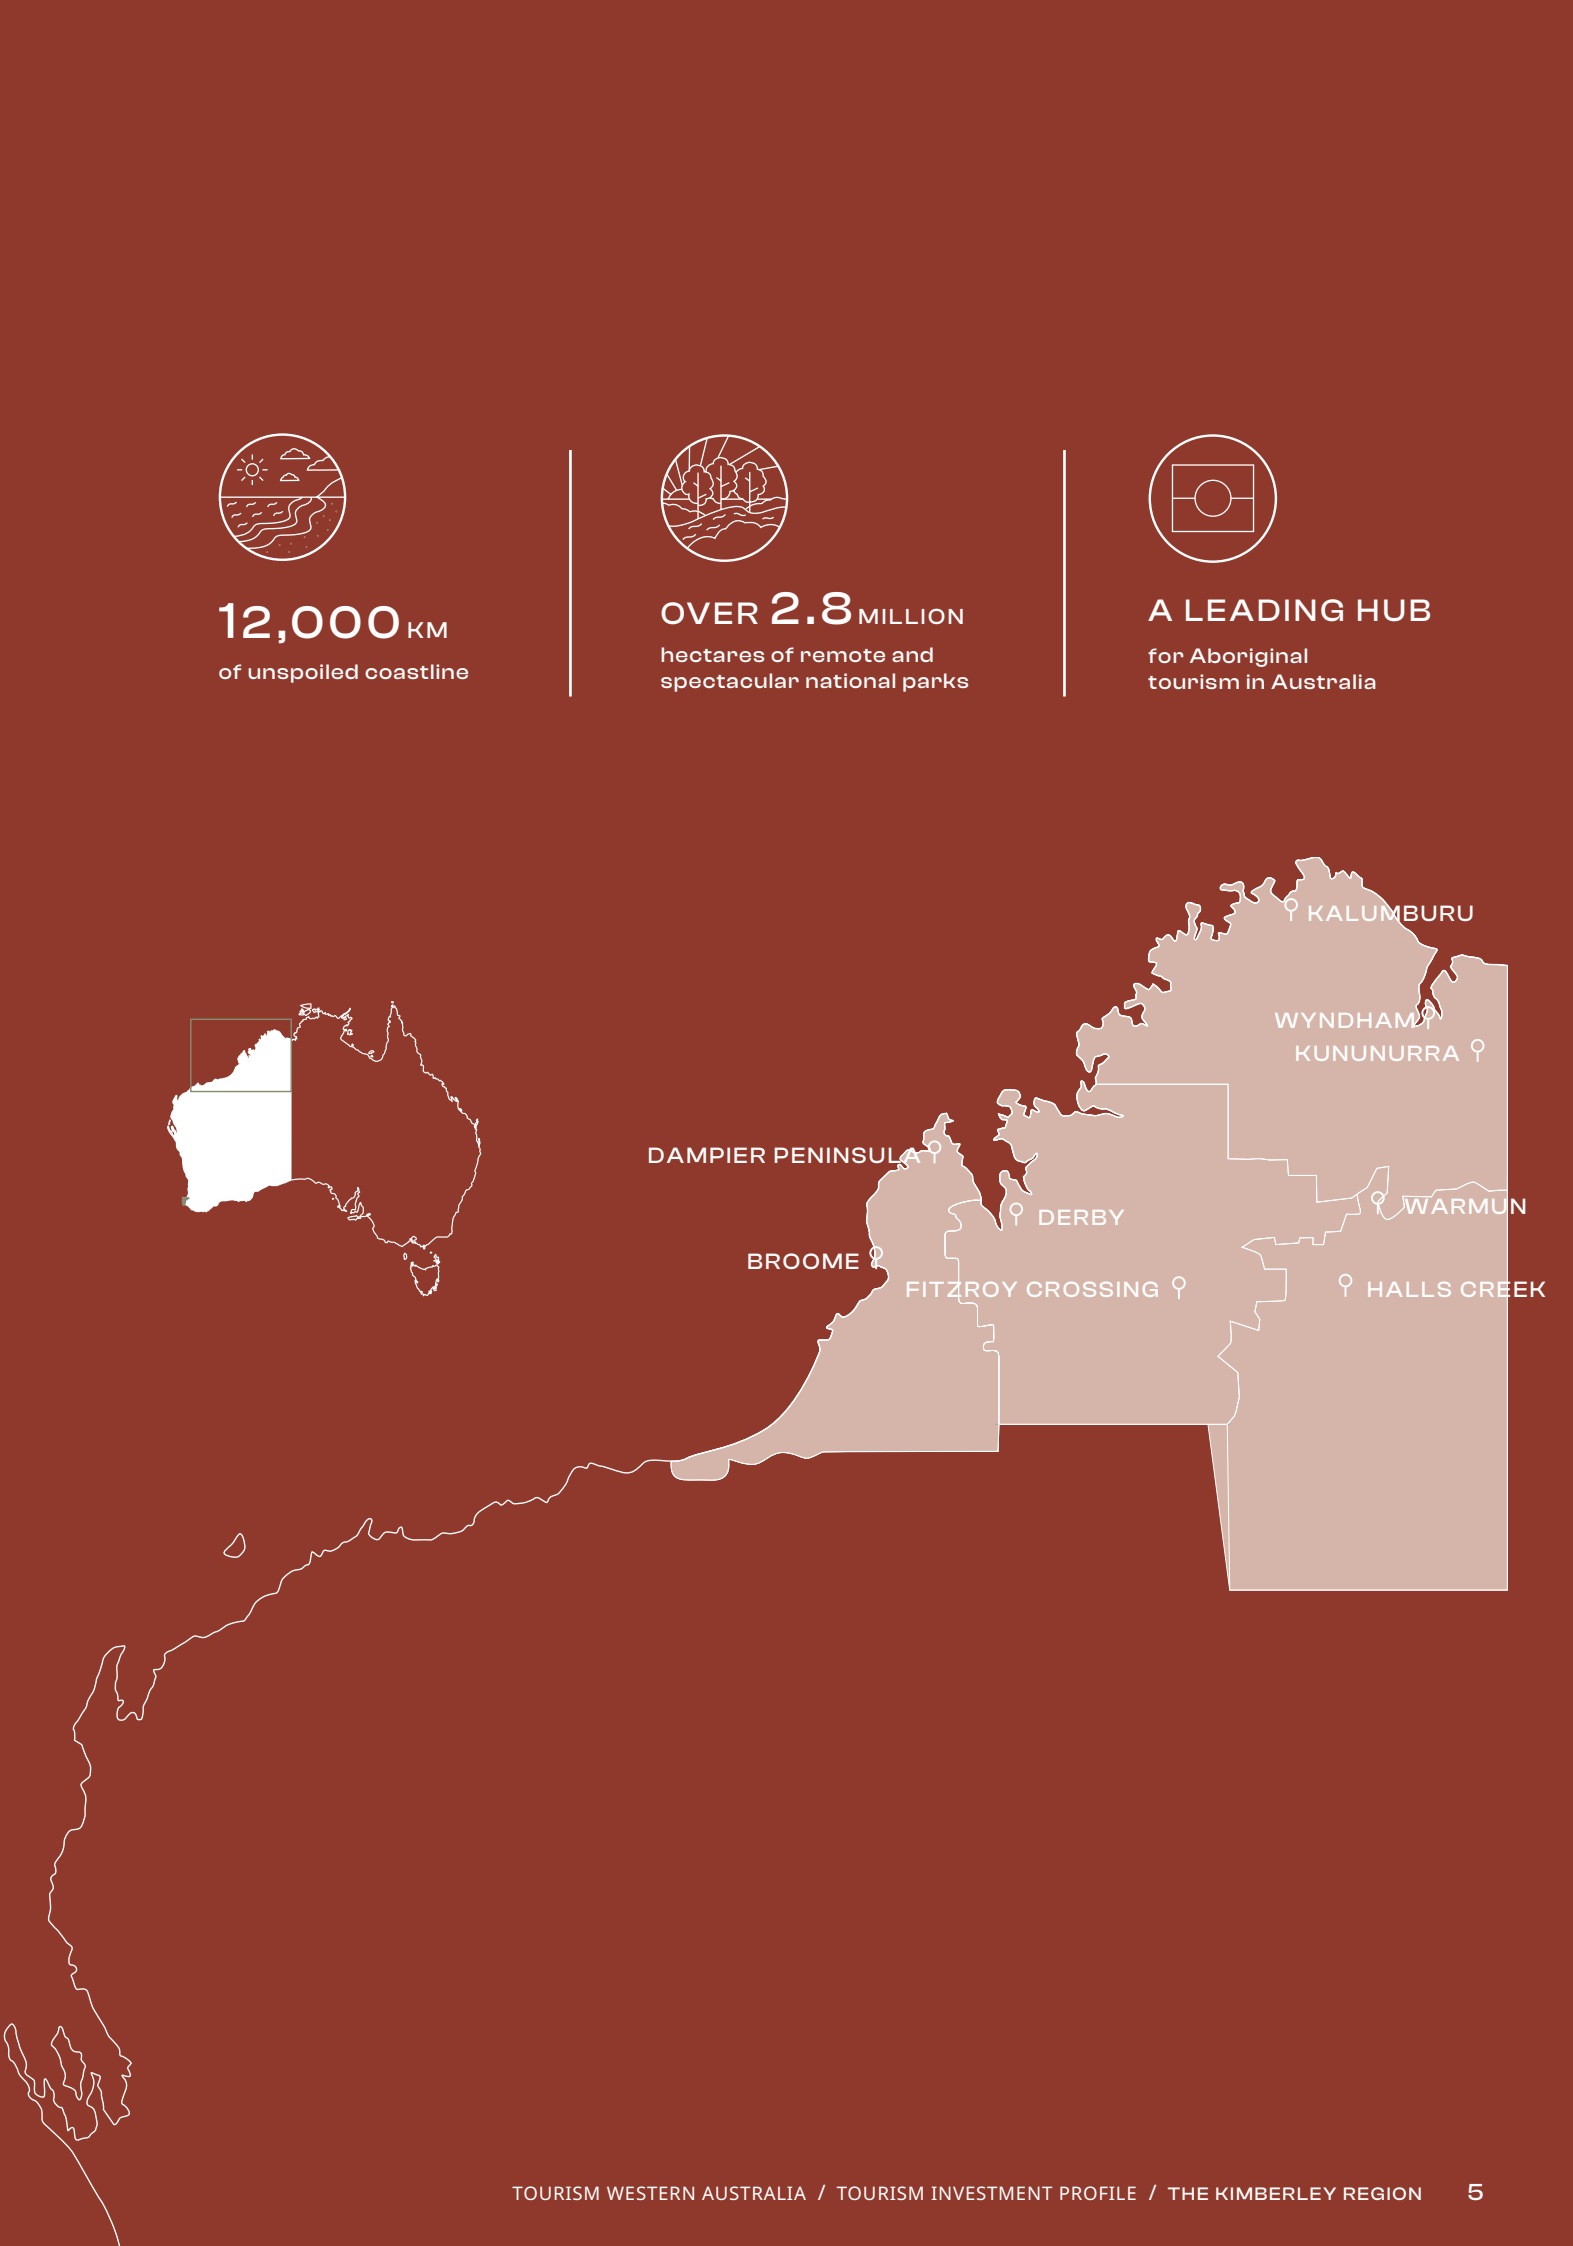 12,000 KM
of unspoiled coastline
OVER 2.8 MILLION
hectares of remote and
spectacular national parks
A LEADING HUB
for Aboriginal
tourism in Australia
KALUMBURU
WYNDHAM
KUNUNURRA
DAMPIER PENINSULA
WARMUN
DERBY
BROOME
FITZROY CROSSING
HALLS CREEK
TOURISM WESTERN AUSTRALIA / TOURISM INVESTMENT PROFILE / THE KIMBERLEY REGION 5